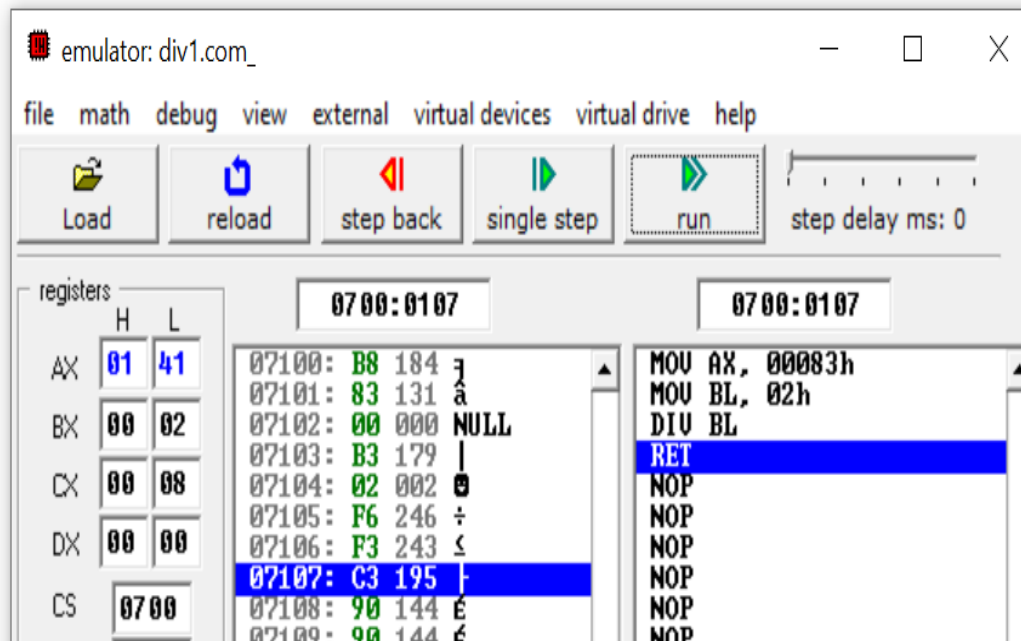 emulator: div1.com_
file math debug view external virtual devices virtual drive help
Load reload step back single step run step delay ms: 0
registers
H L
0700:0107 0700:0107
AX 01 41
BX 00 02
CX 00 08
DX 00 00
CS 0700
07100: B8 184 ╕
07101: 83 131 â
07102: 00 000 NULL
07103: B3 179 │
07104: 02 002 ☻
07105: F6 246 ÷
07106: F3 243 ≤
07107: C3 195 ├
07108: 90 144 É
07109: 90 144 É
MOV AX, 00083h
MOV BL, 02h
DIV BL
RET
NOP
NOP
NOP
NOP
NOP
NOP